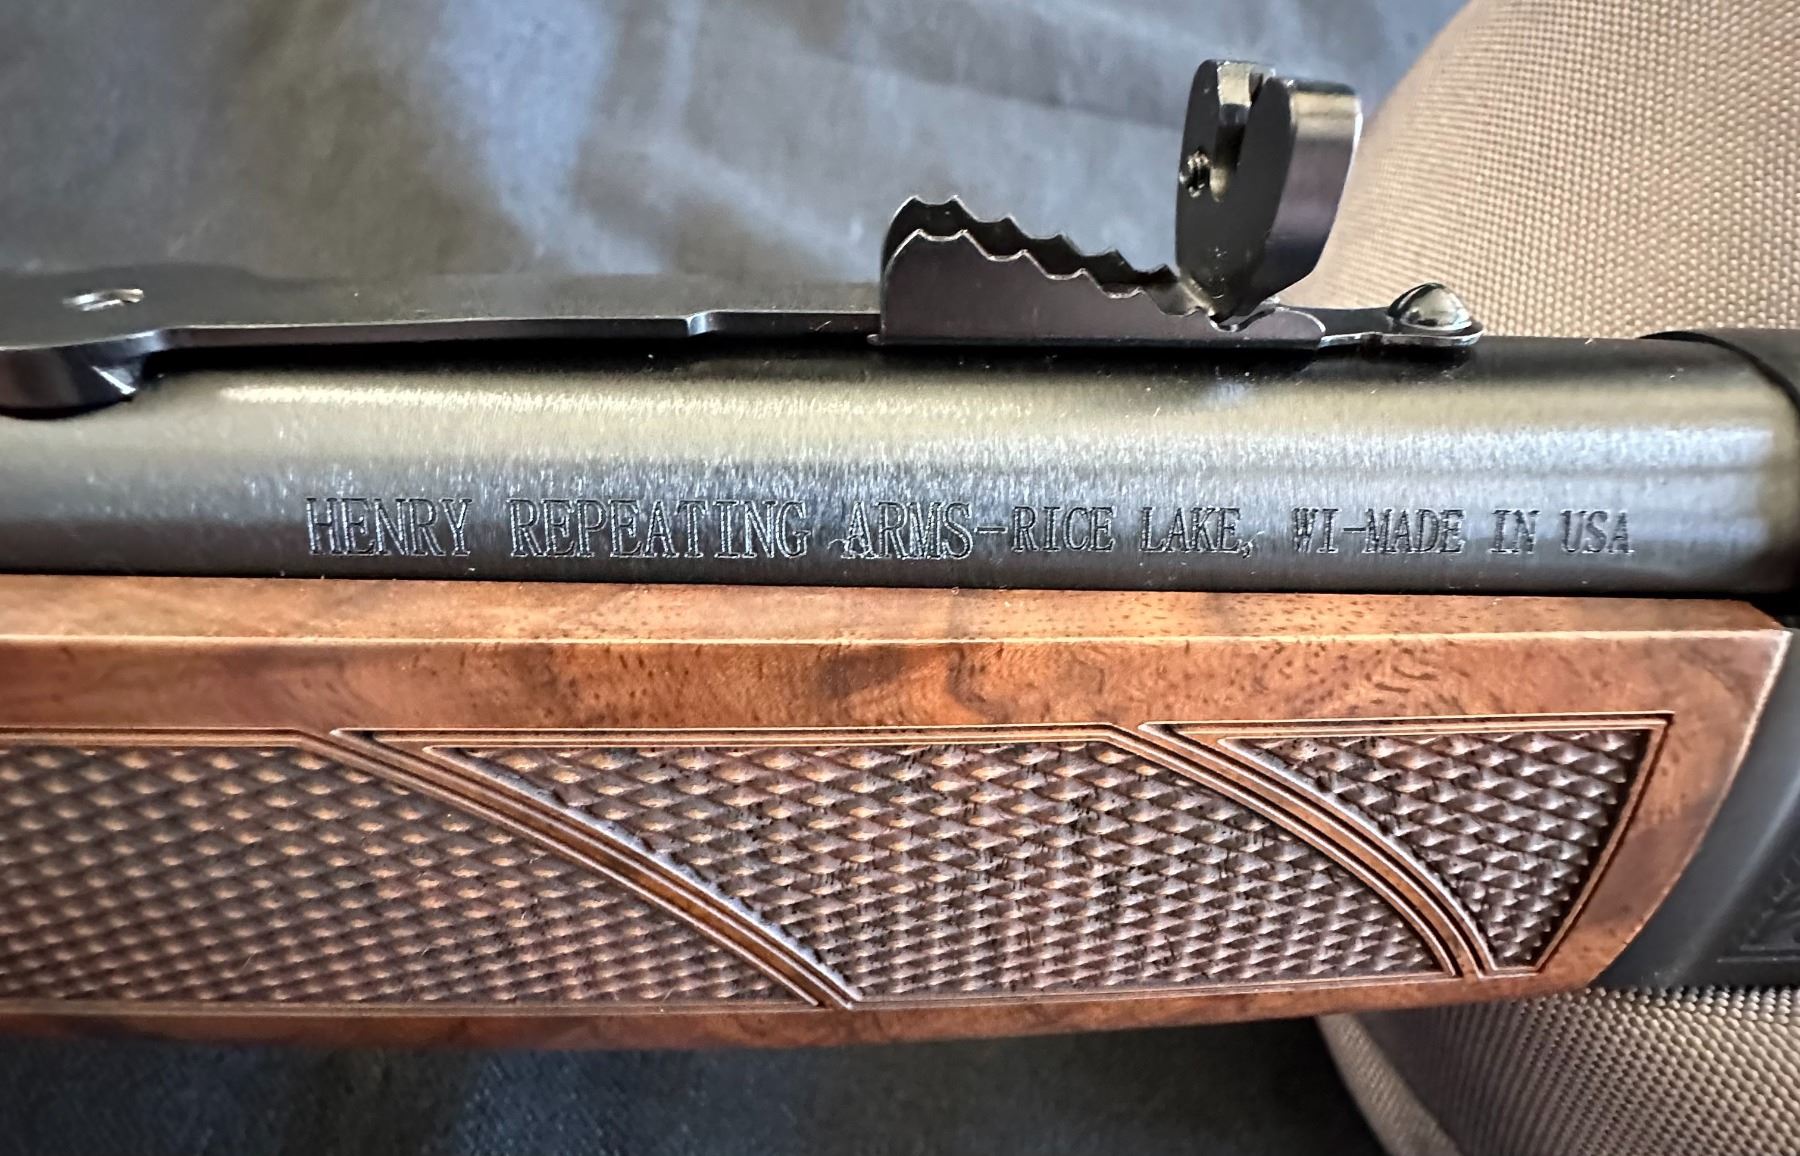 HENRY REPEATING ARMS-RICE LAKE, WI-MADE IN USA